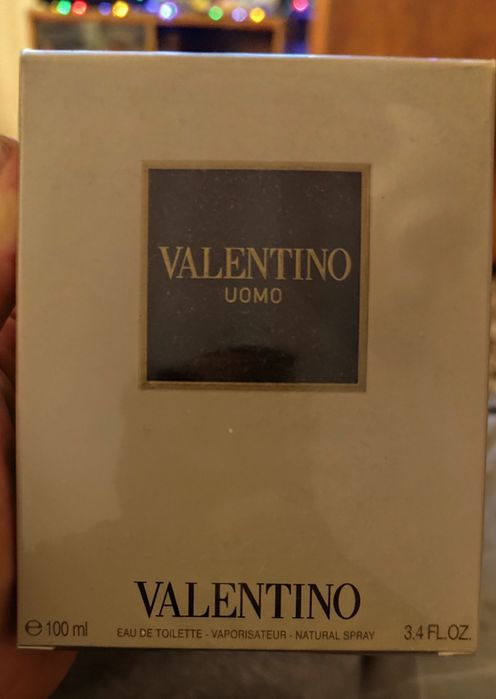 VALENTINO
UOMO
VALENTINO
℮ 100 ml EAU DE TOILETTE - VAPORISATEUR - NATURAL SPRAY 3.4 FL.OZ.